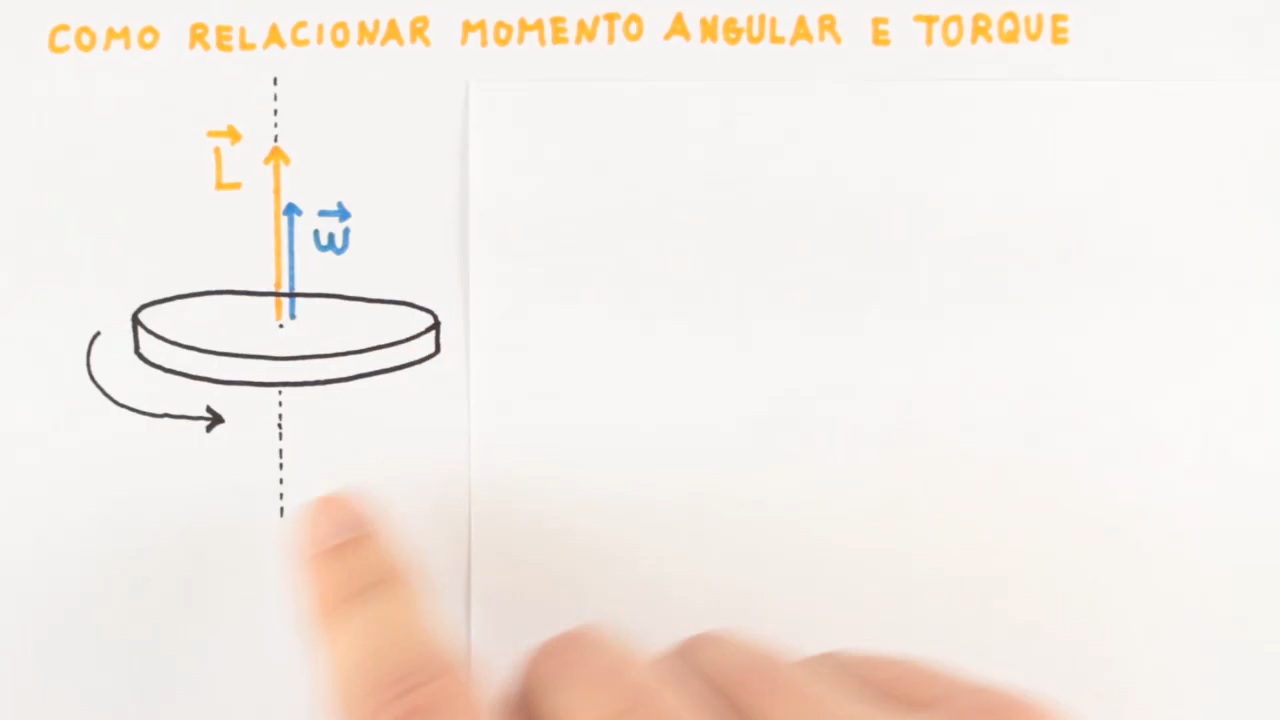 COMO RELACIONAR MOMENTO ANGULAR E TORQUE
L⃗
ω⃗